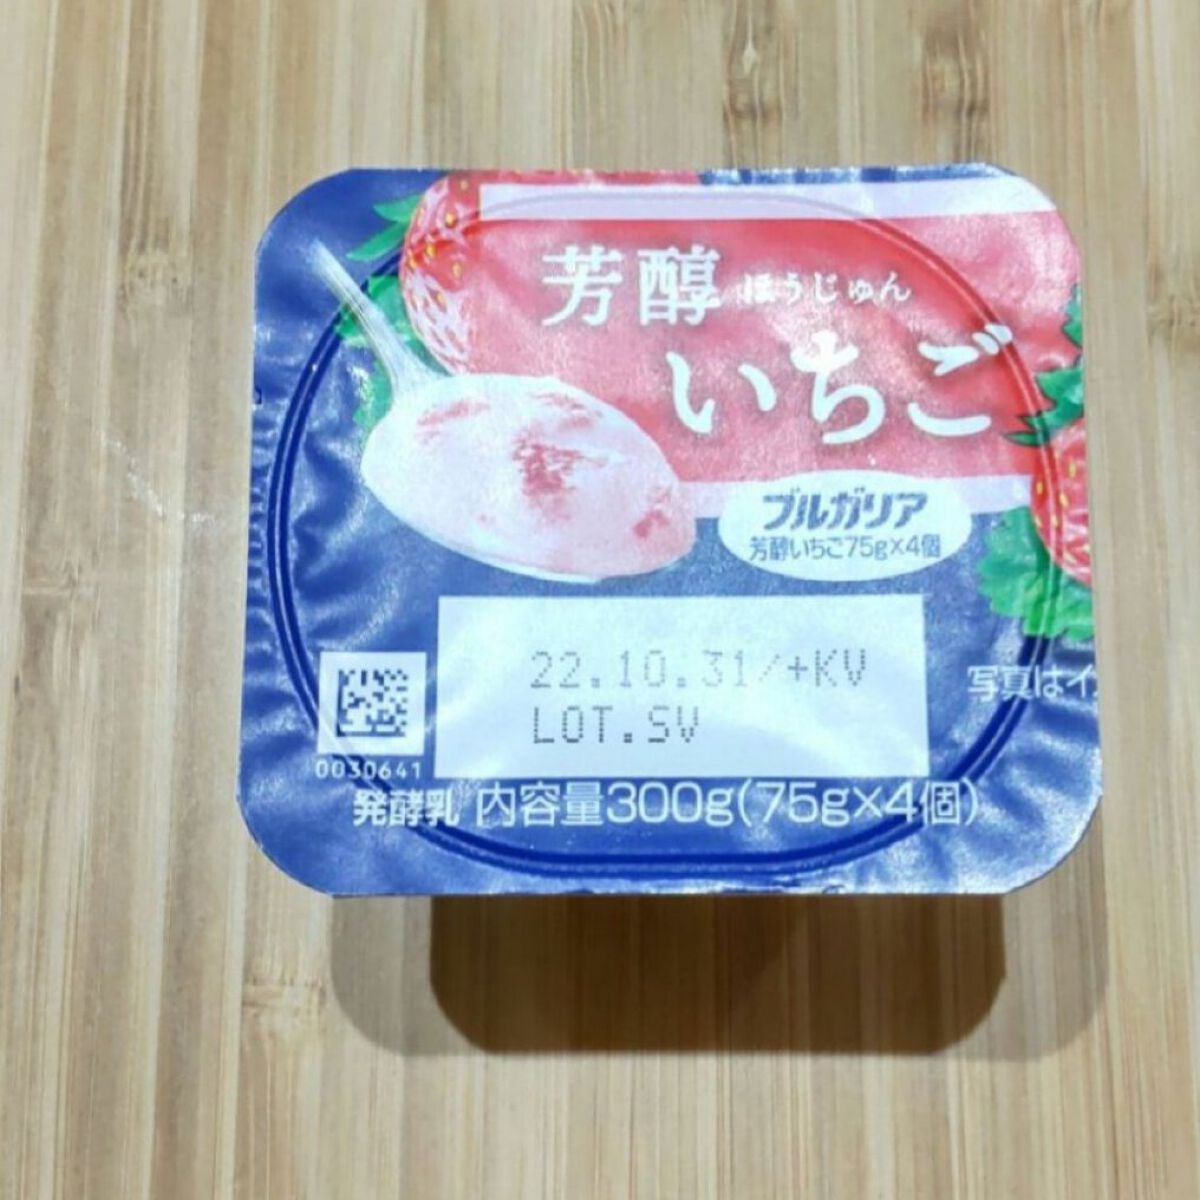 芳醇 ほうじゅん
いちご
ブルガリア
芳醇いちご75g×4個
22.10.31/+KV
LOT.SV
0030641
写真はイ
発酵乳 内容量300g(75g×4個)